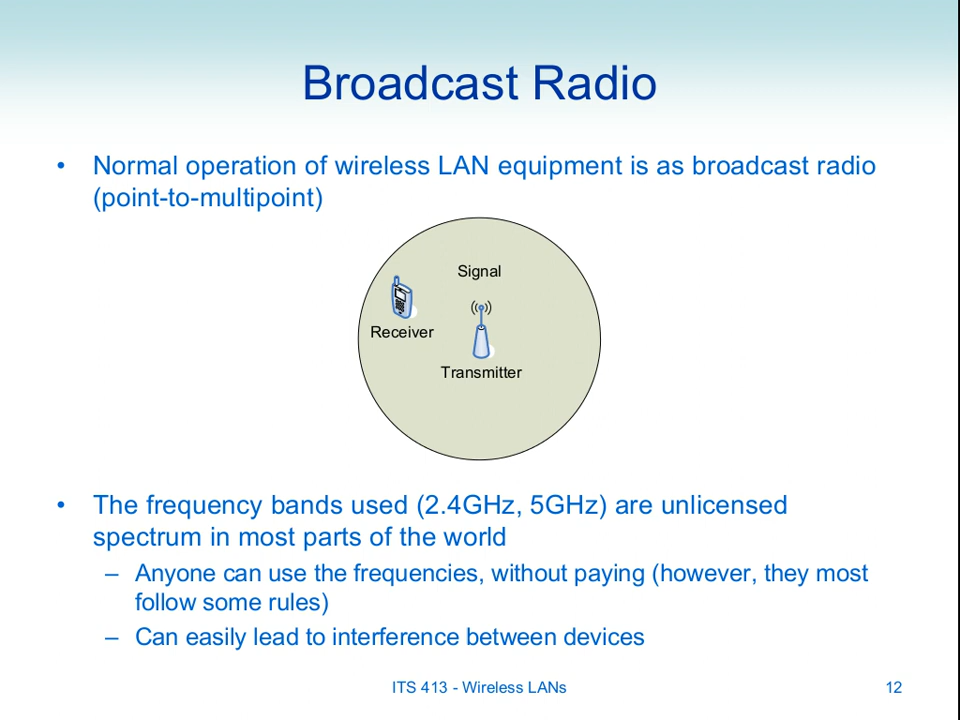 Broadcast Radio
• Normal operation of wireless LAN equipment is as broadcast radio
(point-to-multipoint)
Signal
Receiver
Transmitter
• The frequency bands used (2.4GHz, 5GHz) are unlicensed
spectrum in most parts of the world
– Anyone can use the frequencies, without paying (however, they most
follow some rules)
– Can easily lead to interference between devices
ITS 413 - Wireless LANs
12